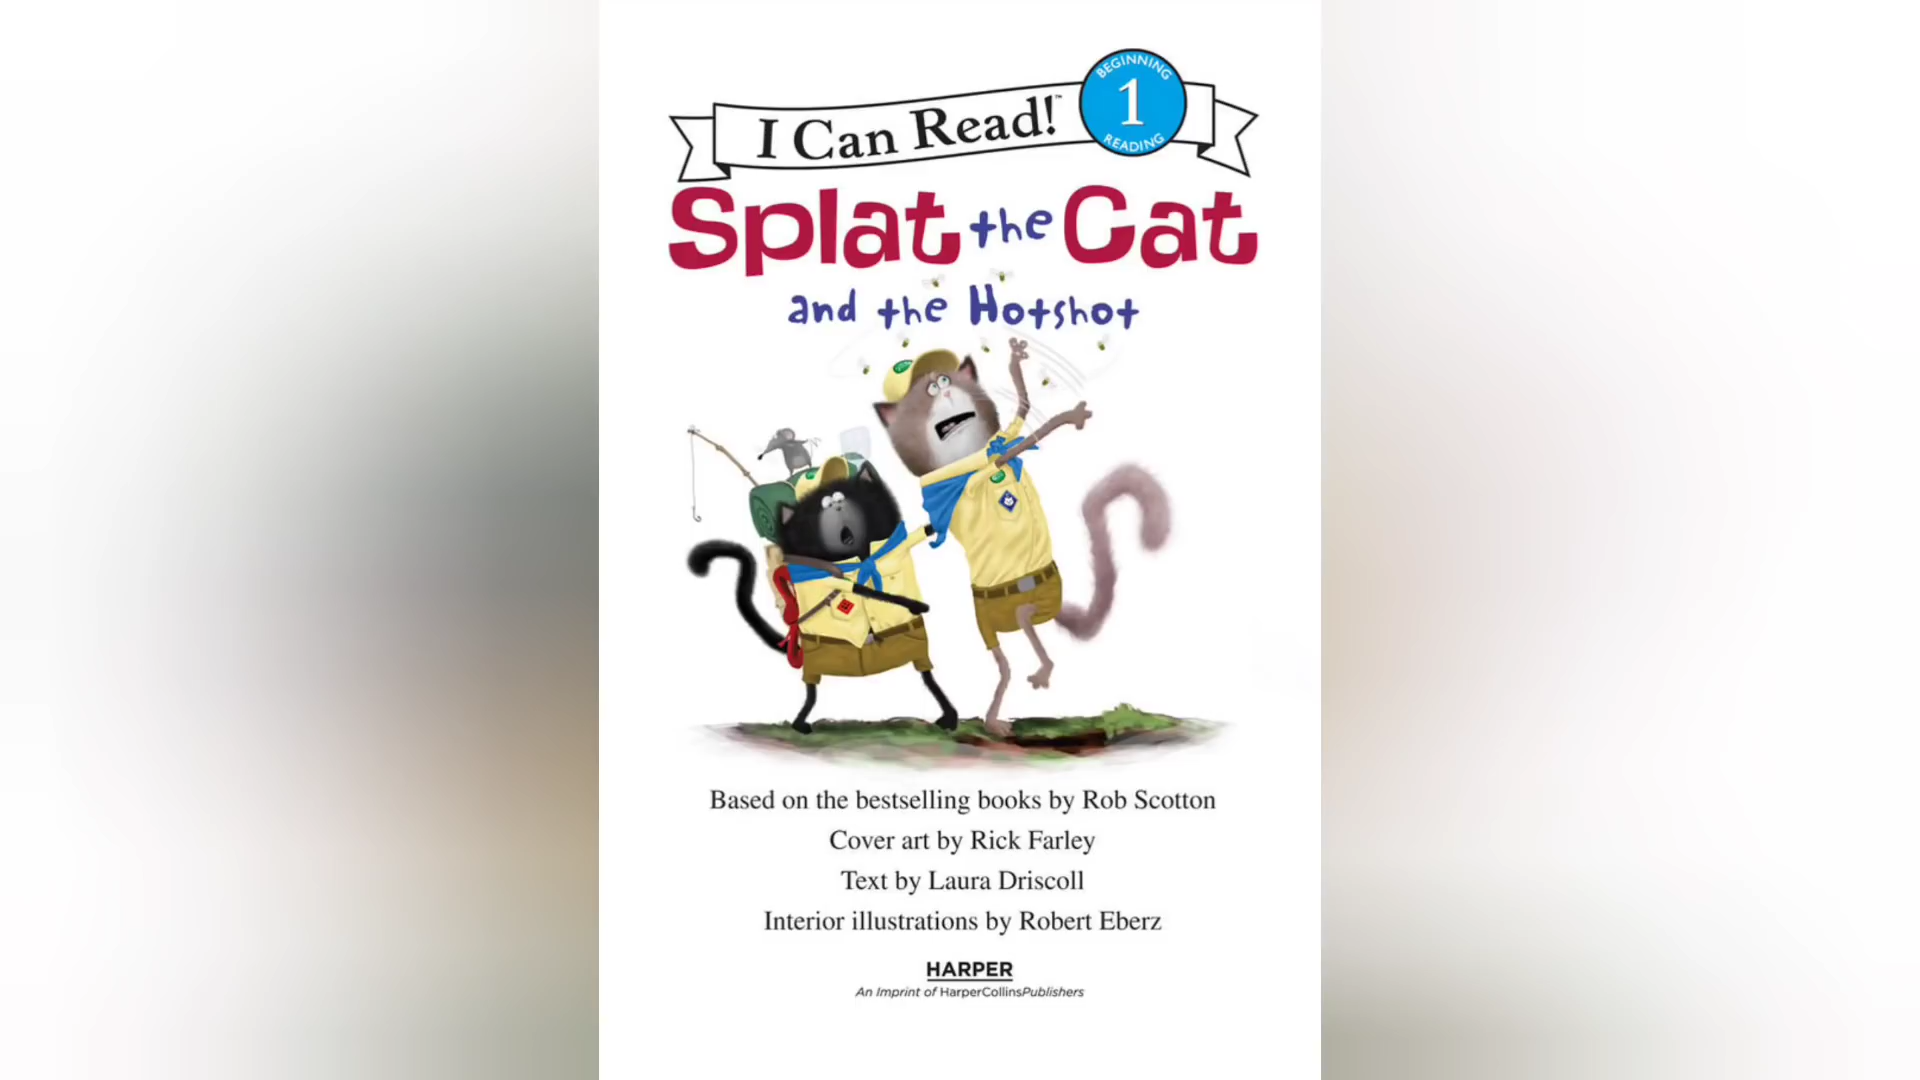 I Can Read!™
BEGINNING
1
READING
Splat the Cat
and the Hotshot
Based on the bestselling books by Rob Scotton
Cover art by Rick Farley
Text by Laura Driscoll
Interior illustrations by Robert Eberz
HARPER
An Imprint of HarperCollinsPublishers